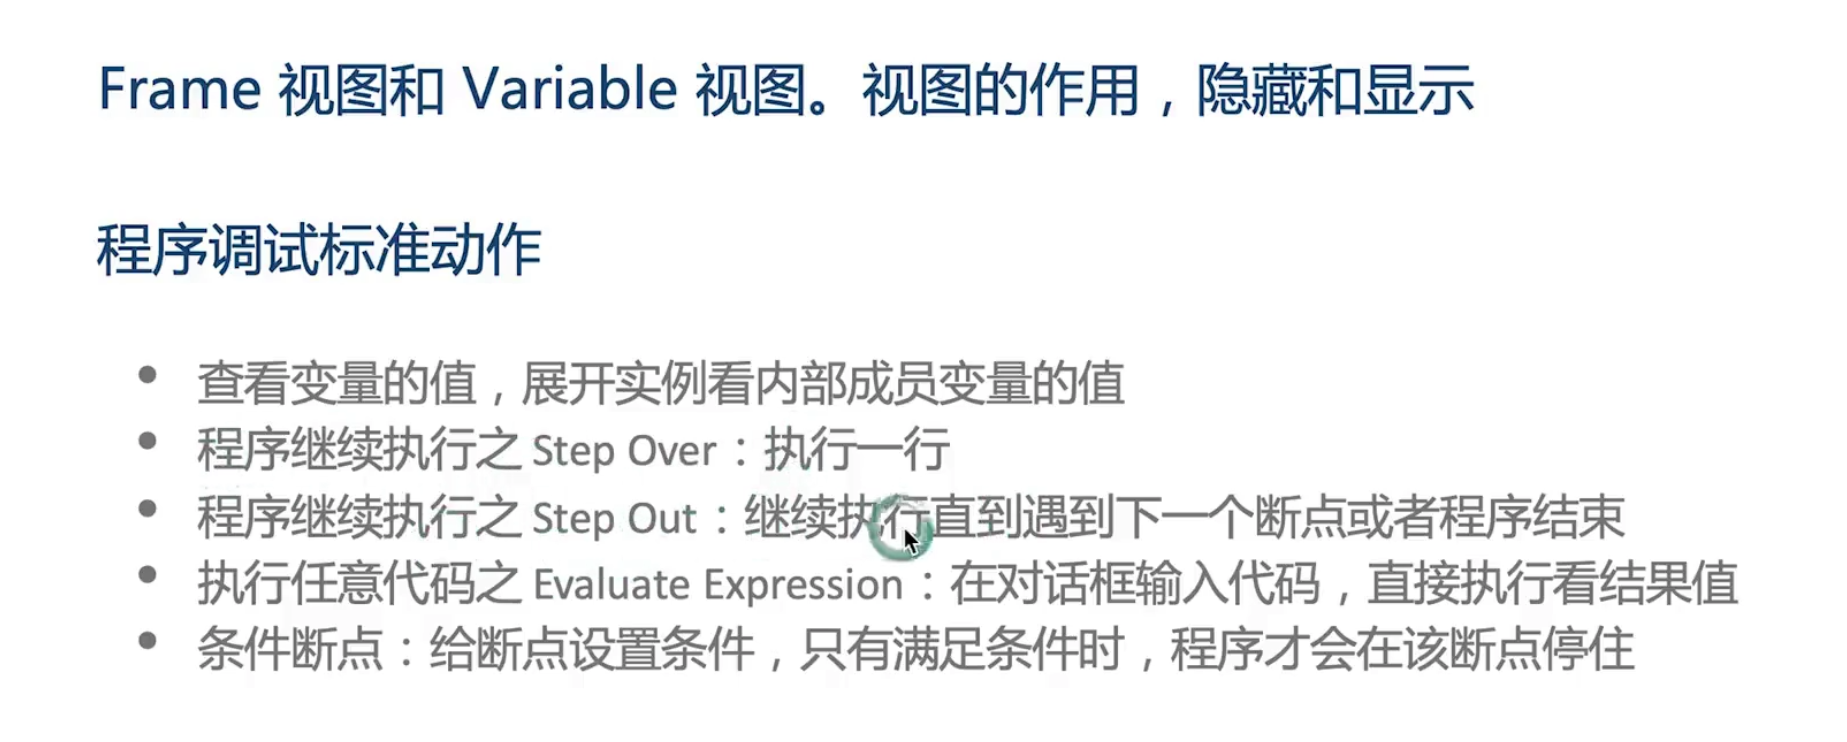 Frame 视图和 Variable 视图。视图的作用，隐藏和显示
程序调试标准动作
• 查看变量的值，展开实例看内部成员变量的值
• 程序继续执行之 Step Over：执行一行
• 程序继续执行之 Step Out：继续执行直到遇到下一个断点或者程序结束
• 执行任意代码之 Evaluate Expression：在对话框输入代码，直接执行看结果值
• 条件断点：给断点设置条件，只有满足条件时，程序才会在该断点停住